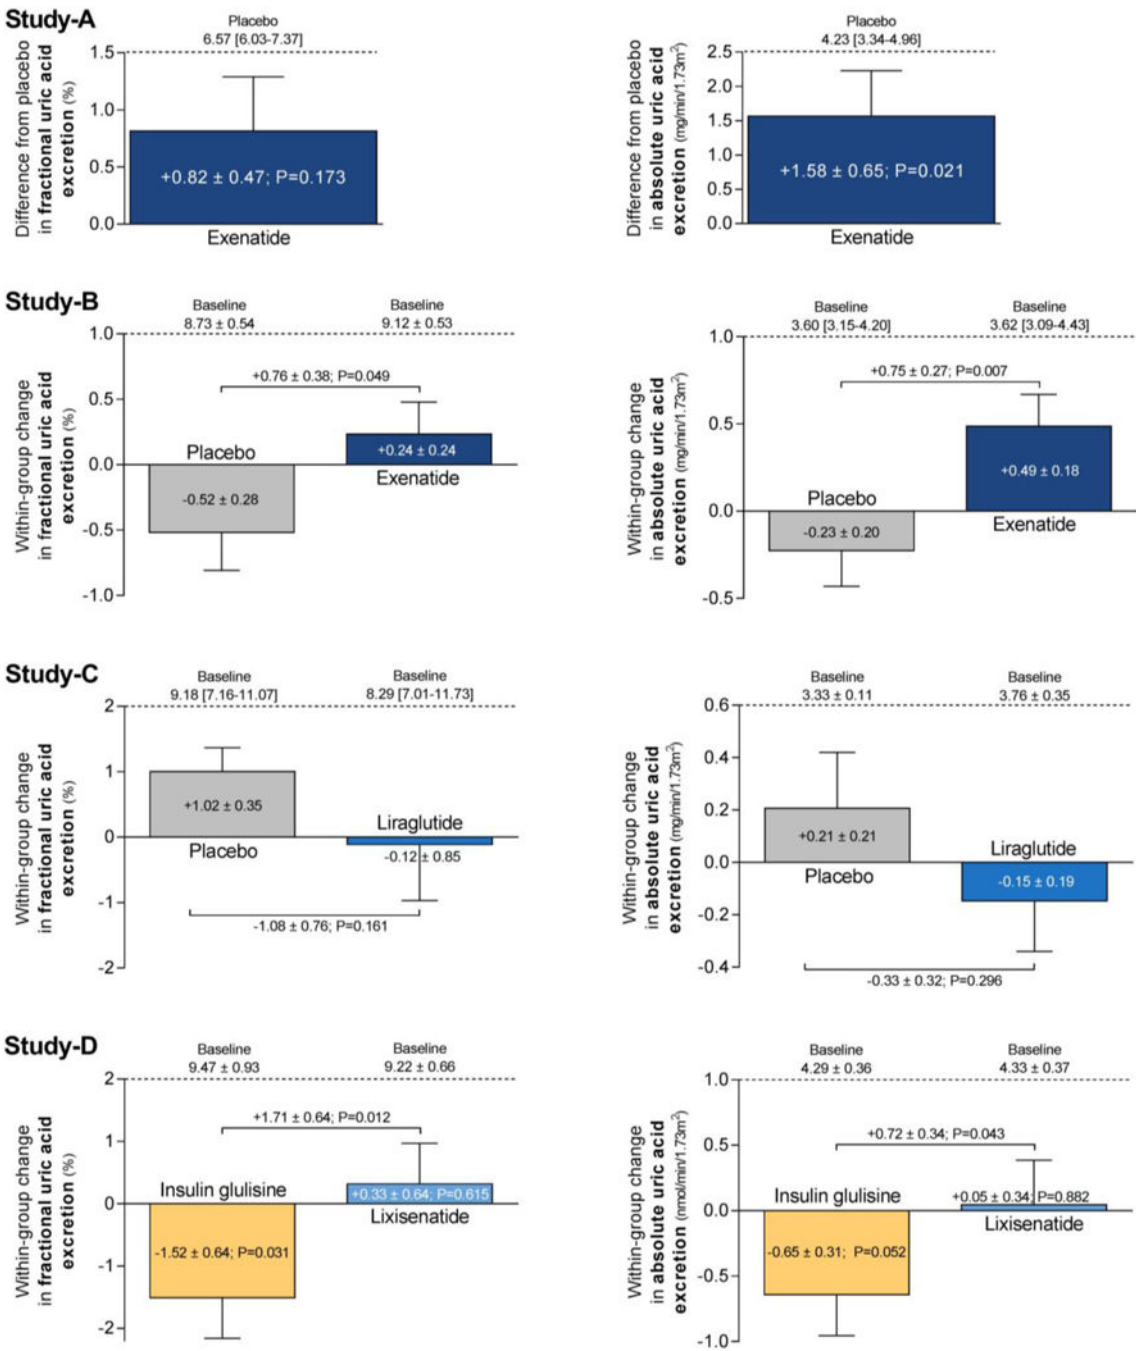 Study-A
Placebo
6.57 [6.03-7.37]
Difference from placebo
in fractional uric acid
excretion (%)
1.5
1.0
0.5
0.0
+0.82 ± 0.47; P=0.173
Exenatide
Placebo
4.23 [3.34-4.96]
Difference from placebo
in absolute uric acid
excretion (mg/min/1.73m²)
2.5
2.0
1.5
1.0
0.5
0.0
+1.58 ± 0.65; P=0.021
Exenatide
Study-B
Baseline
8.73 ± 0.54
Baseline
9.12 ± 0.53
Within-group change
in fractional uric acid
excretion (%)
1.0
0.5
0.0
-0.5
-1.0
+0.76 ± 0.38; P=0.049
Placebo
-0.52 ± 0.28
+0.24 ± 0.24
Exenatide
Baseline
3.60 [3.15-4.20]
Baseline
3.62 [3.09-4.43]
Within-group change
in absolute uric acid
excretion (mg/min/1.73m²)
1.0
0.5
0.0
-0.5
+0.75 ± 0.27; P=0.007
Placebo
-0.23 ± 0.20
+0.49 ± 0.18
Exenatide
Study-C
Baseline
9.18 [7.16-11.07]
Baseline
8.29 [7.01-11.73]
Within-group change
in fractional uric acid
excretion (%)
2
1
0
-1
-2
+1.02 ± 0.35
Placebo
Liraglutide
-0.12 ± 0.85
-1.08 ± 0.76; P=0.161
Baseline
3.33 ± 0.11
Baseline
3.76 ± 0.35
Within-group change
in absolute uric acid
excretion (mg/min/1.73m²)
0.6
0.4
0.2
0.0
-0.2
-0.4
+0.21 ± 0.21
Placebo
Liraglutide
-0.15 ± 0.19
-0.33 ± 0.32; P=0.296
Study-D
Baseline
9.47 ± 0.93
Baseline
9.22 ± 0.66
Within-group change
in fractional uric acid
excretion (%)
2
1
0
-1
-2
+1.71 ± 0.64; P=0.012
Insulin glulisine
-1.52 ± 0.64; P=0.031
+0.33 ± 0.64; P=0.615
Lixisenatide
Baseline
4.29 ± 0.36
Baseline
4.33 ± 0.37
Within-group change
in absolute uric acid
excretion (nmol/min/1.73m²)
1.0
0.5
0.0
-0.5
-1.0
+0.72 ± 0.34; P=0.043
Insulin glulisine
-0.65 ± 0.31; P=0.052
+0.05 ± 0.34; P=0.882
Lixisenatide